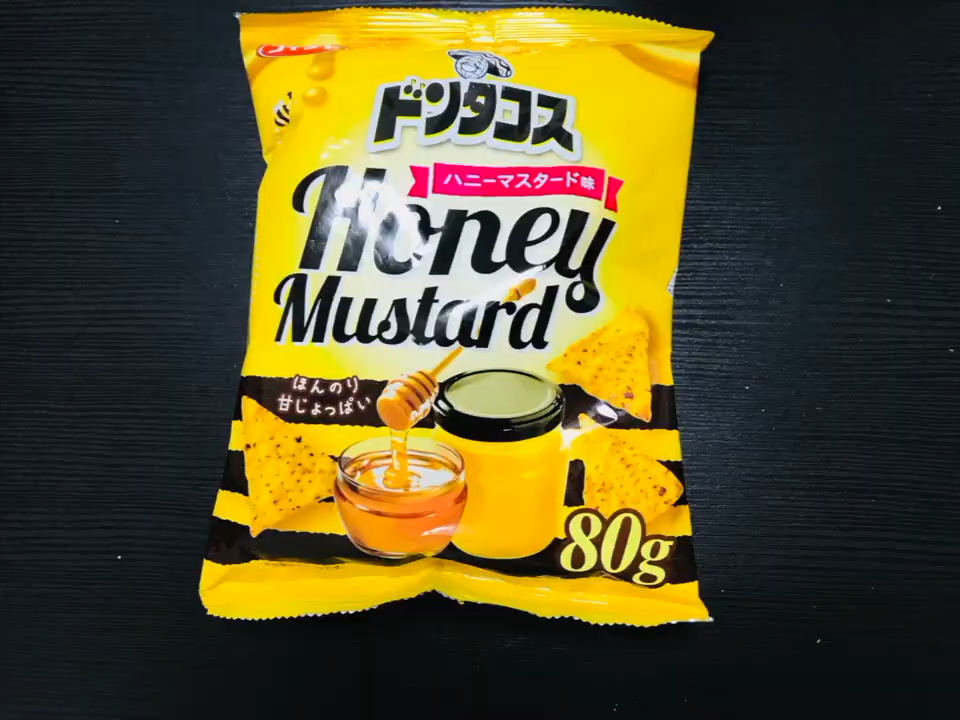 ドンタコス
ハニーマスタード味
Honey
Mustard
ほんのり
甘じょっぱい
80g